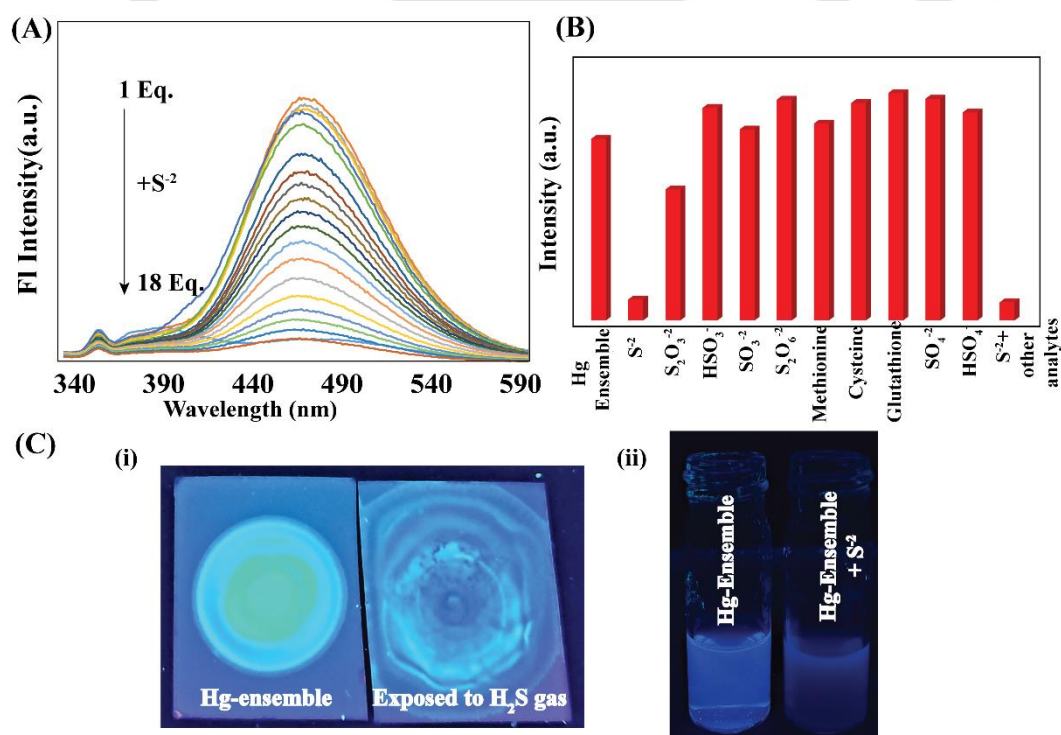 (A)
FI Intensity(a.u.)
1 Eq.
+S⁻²
18 Eq.
340 390 440 490 540 590
Wavelength (nm)
(B)
Intensity (a.u.)
Hg
Ensemble
S⁻²
S₂O₃⁻²
HSO₃⁻
SO₃⁻²
S₂O₆⁻²
Methionine
Cysteine
Glutathione
SO₄⁻²
HSO₄⁻
S⁻²+
other
analytes
(C)
(i)
Hg-ensemble
Exposed to H₂S gas
(ii)
Hg-Ensemble
Hg-Ensemble
+ S⁻²